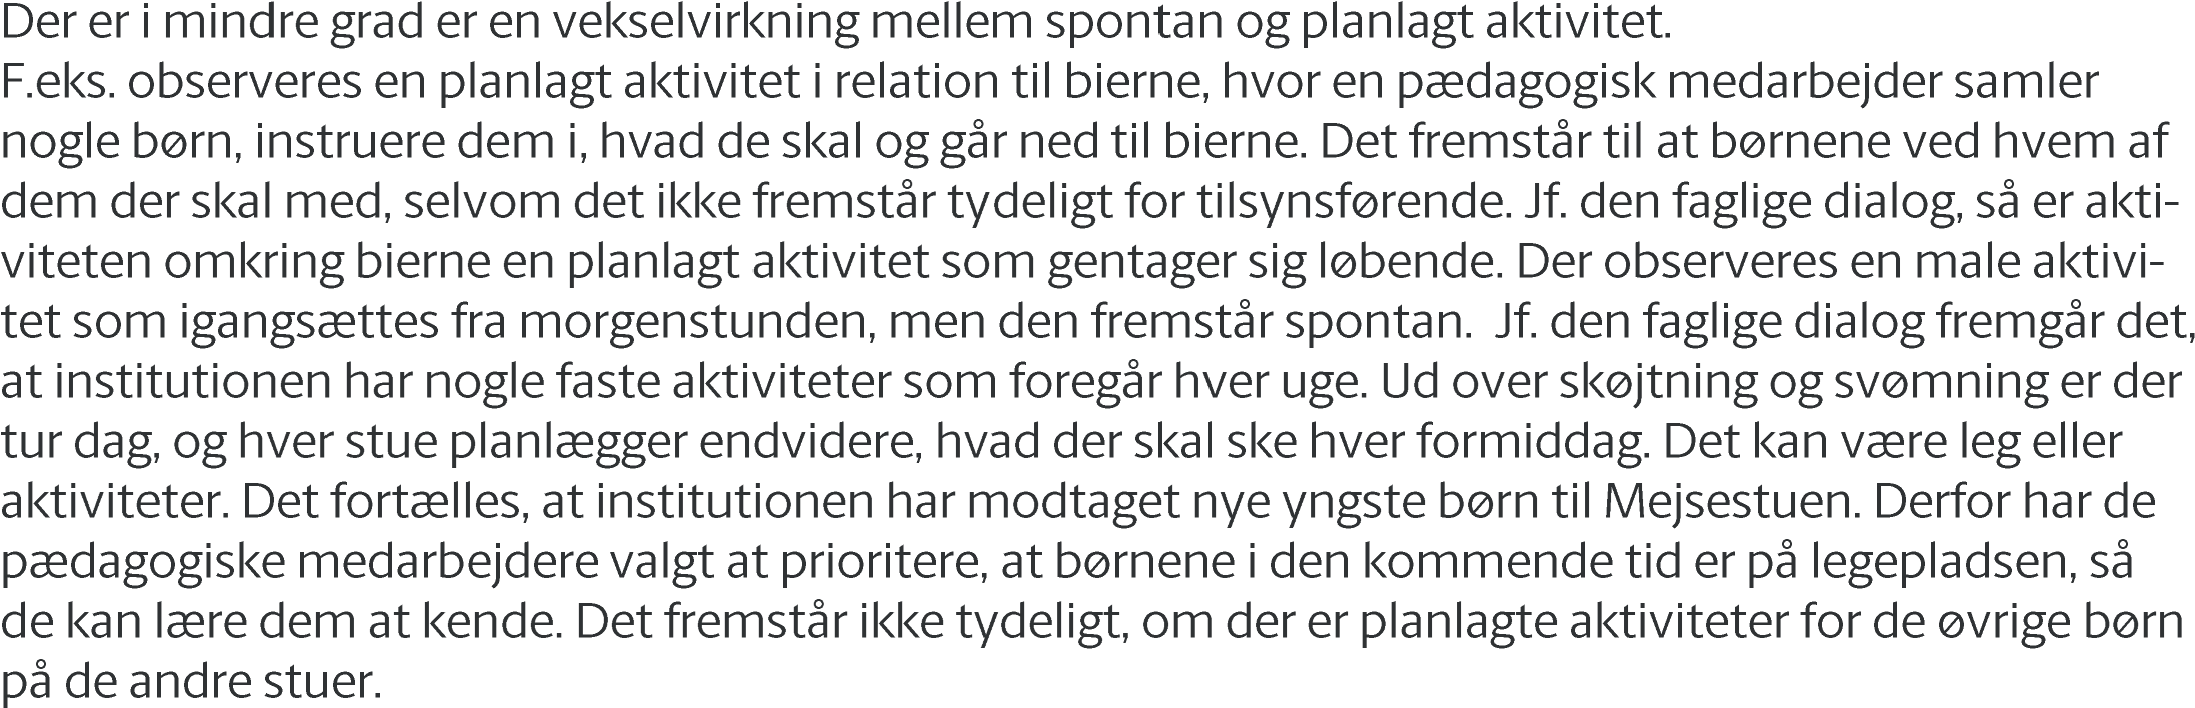 Der er i mindre grad er en vekselvirkning mellem spontan og planlagt aktivitet.
F.eks. observeres en planlagt aktivitet i relation til bierne, hvor en pædagogisk medarbejder samler
nogle børn, instruere dem i, hvad de skal og går ned til bierne. Det fremstår til at børnene ved hvem af
dem der skal med, selvom det ikke fremstår tydeligt for tilsynsførende. Jf. den faglige dialog, så er akti-
viteten omkring bierne en planlagt aktivitet som gentager sig løbende. Der observeres en male aktivi-
tet som igangsættes fra morgenstunden, men den fremstår spontan.  Jf. den faglige dialog fremgår det,
at institutionen har nogle faste aktiviteter som foregår hver uge. Ud over skøjtning og svømning er der
tur dag, og hver stue planlægger endvidere, hvad der skal ske hver formiddag. Det kan være leg eller
aktiviteter. Det fortælles, at institutionen har modtaget nye yngste børn til Mejsestuen. Derfor har de
pædagogiske medarbejdere valgt at prioritere, at børnene i den kommende tid er på legepladsen, så
de kan lære dem at kende. Det fremstår ikke tydeligt, om der er planlagte aktiviteter for de øvrige børn
på de andre stuer.